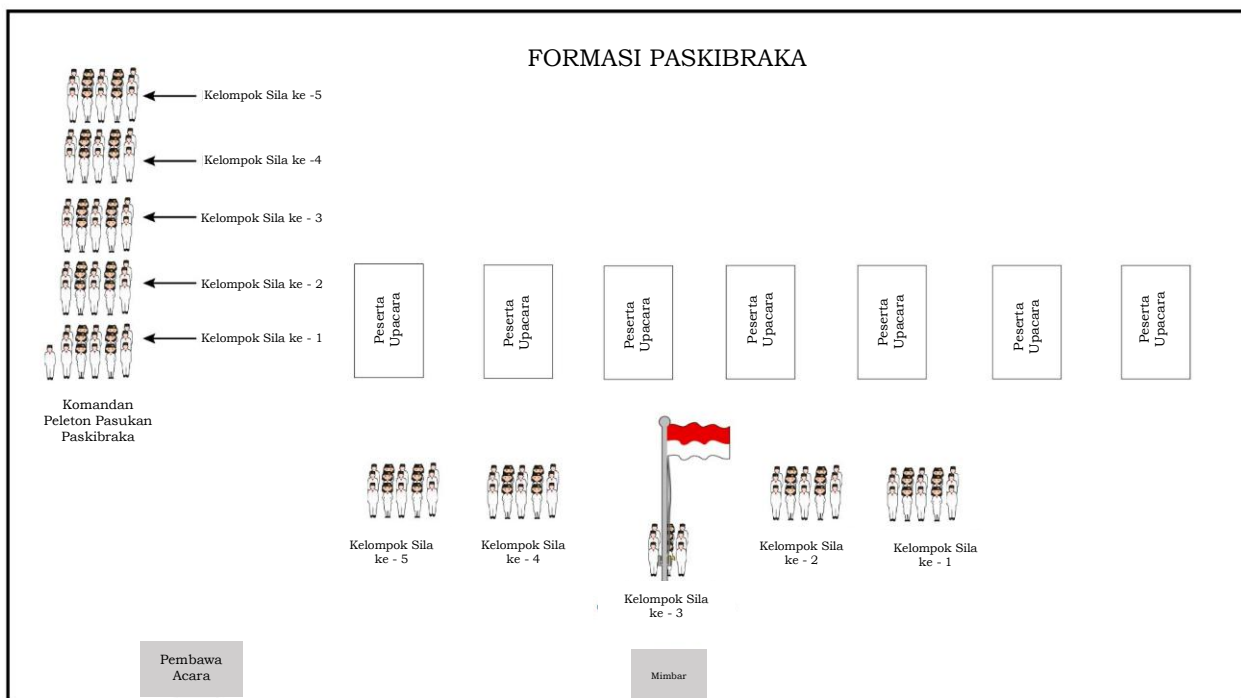 FORMASI PASKIBRAKA
Kelompok Sila ke -5
Kelompok Sila ke -4
Kelompok Sila ke - 3
Kelompok Sila ke - 2
Kelompok Sila ke - 1
Komandan
Peleton Pasukan
Paskibraka
Peserta
Upacara
Peserta
Upacara
Peserta
Upacara
Peserta
Upacara
Peserta
Upacara
Peserta
Upacara
Peserta
Upacara
Kelompok Sila
ke - 5
Kelompok Sila
ke - 4
Kelompok Sila
ke - 3
Kelompok Sila
ke - 2
Kelompok Sila
ke - 1
Pembawa
Acara
Mimbar